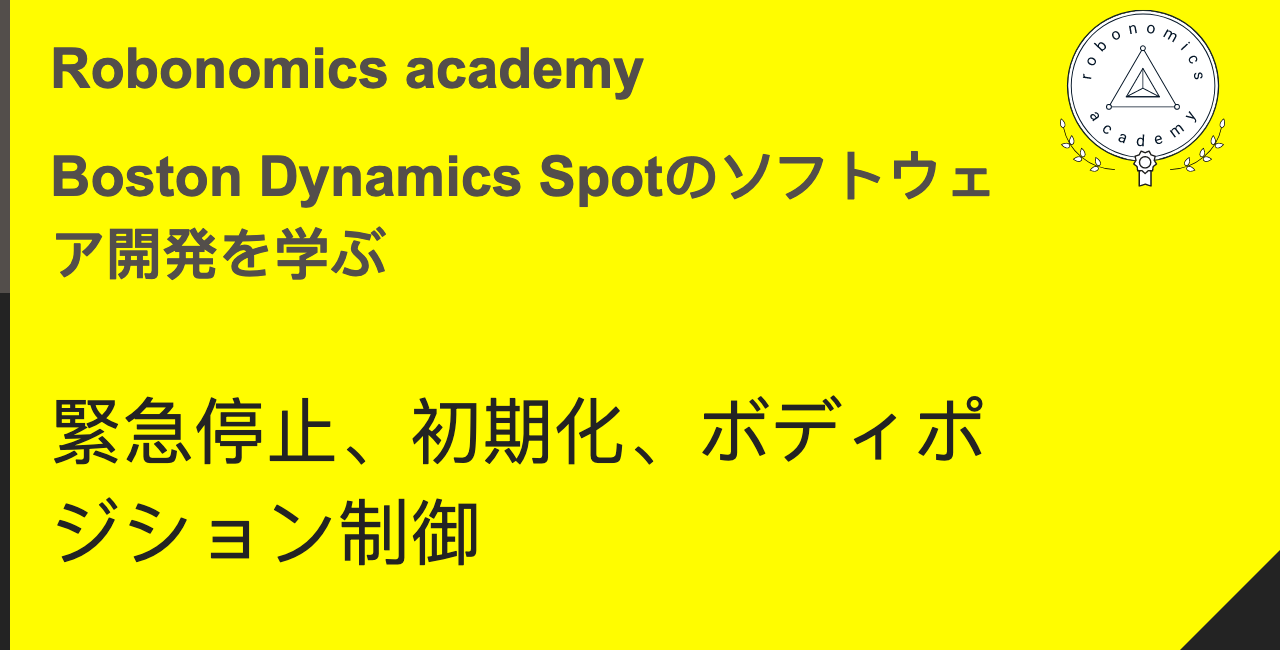 Robonomics academy
robonomics
academy
Boston Dynamics Spotのソフトウェ
ア開発を学ぶ
緊急停止、初期化、ボディポ
ジション制御